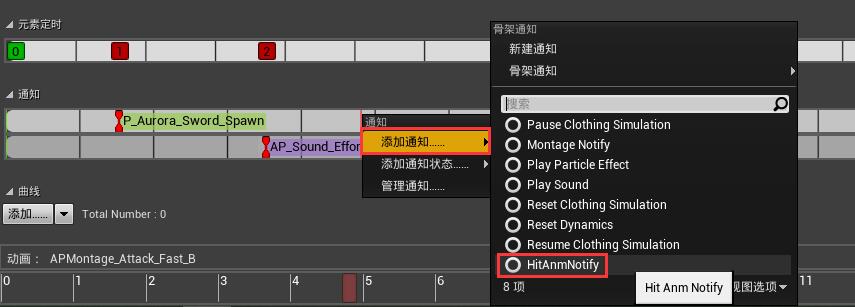 元素定时
0
1
2
通知
P_Aurora_Sword_Spawn
AP_Sound_Effor
曲线
添加...... Total Number : 0
动画： APMontage_Attack_Fast_B
0 1 2 3 4 5 6 11
通知
添加通知......
添加通知状态......
管理通知......
骨架通知
新建通知
骨架通知
搜索
Pause Clothing Simulation
Montage Notify
Play Particle Effect
Play Sound
Reset Clothing Simulation
Reset Dynamics
Resume Clothing Simulation
HitAnmNotify
8 项
视图选项
Hit Anm Notify